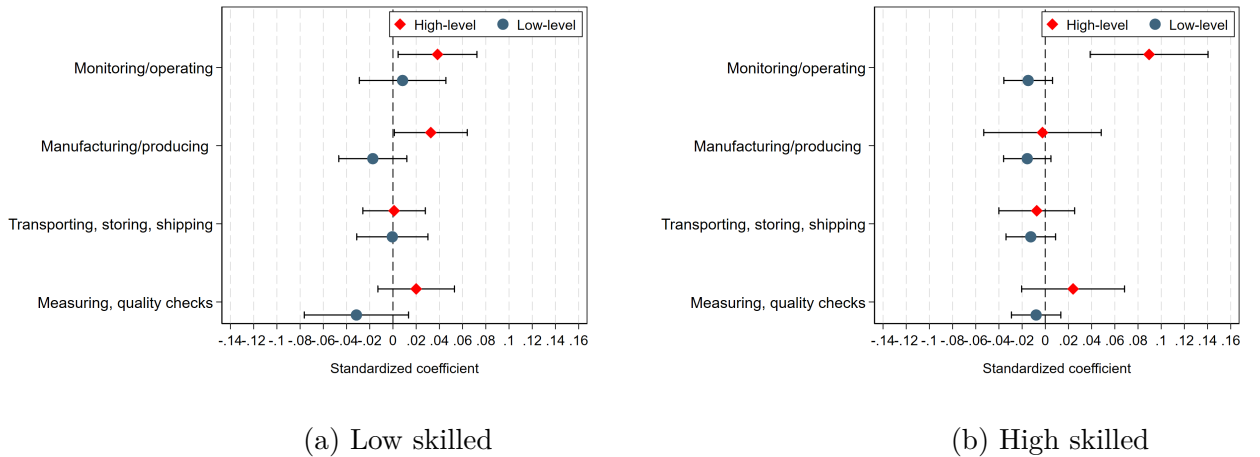 High-level Low-level
Monitoring/operating
Manufacturing/producing
Transporting, storing, shipping
Measuring, quality checks
-.14 -.12 -.1 -.08 -.06 -.04 -.02 0 .02 .04 .06 .08 .1 .12 .14 .16
Standardized coefficient
(a) Low skilled
High-level Low-level
Monitoring/operating
Manufacturing/producing
Transporting, storing, shipping
Measuring, quality checks
-.14 -.12 -.1 -.08 -.06 -.04 -.02 0 .02 .04 .06 .08 .1 .12 .14 .16
Standardized coefficient
(b) High skilled